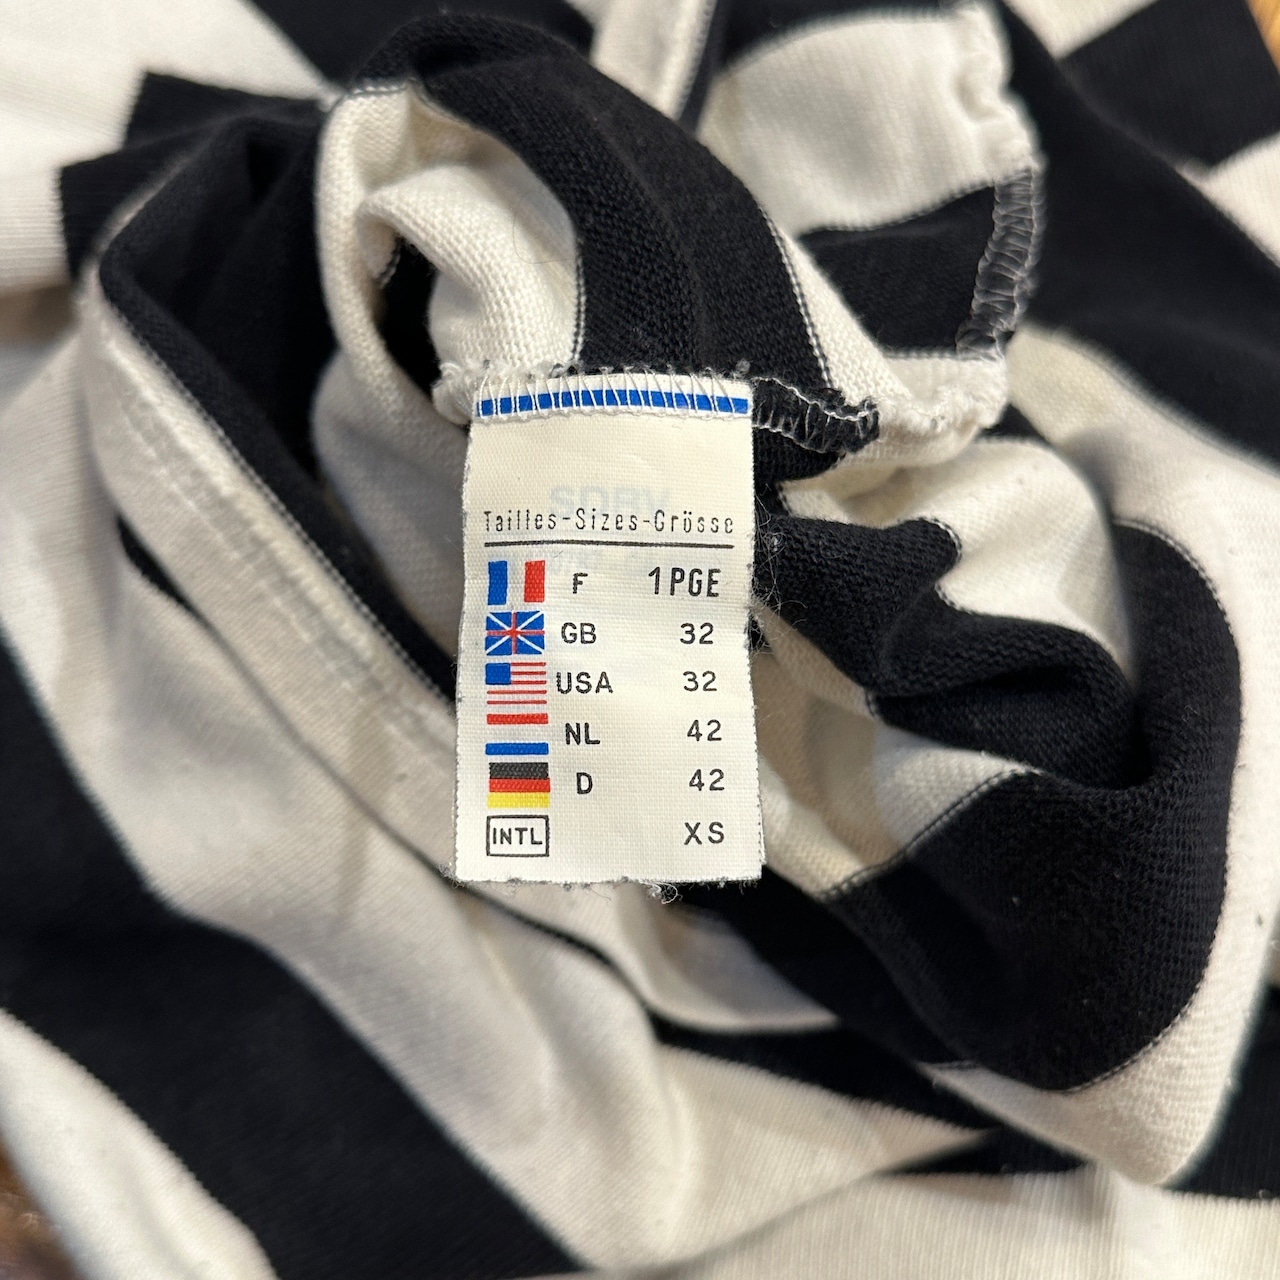 Tailles-Sizes-Grösse
F 1PGE
GB 32
USA 32
NL 42
D 42
INTL XS